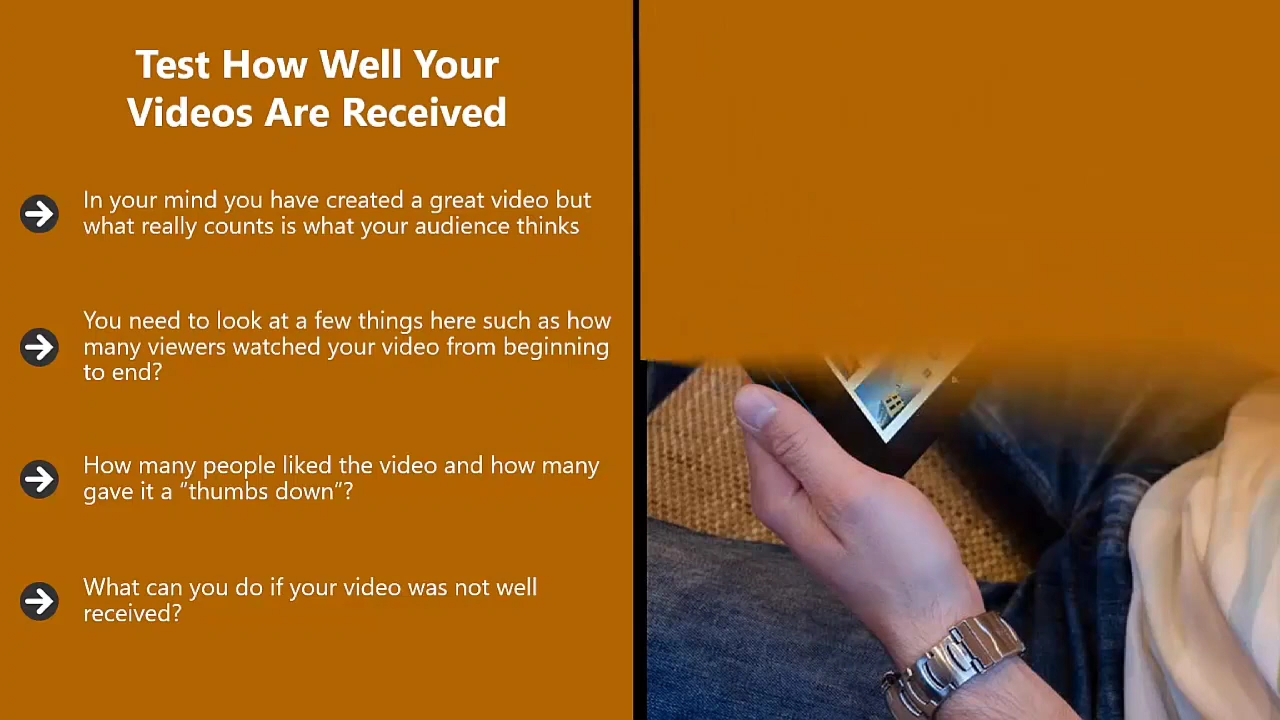 Test How Well Your
Videos Are Received
In your mind you have created a great video but
what really counts is what your audience thinks
You need to look at a few things here such as how
many viewers watched your video from beginning
to end?
How many people liked the video and how many
gave it a “thumbs down”?
What can you do if your video was not well
received?